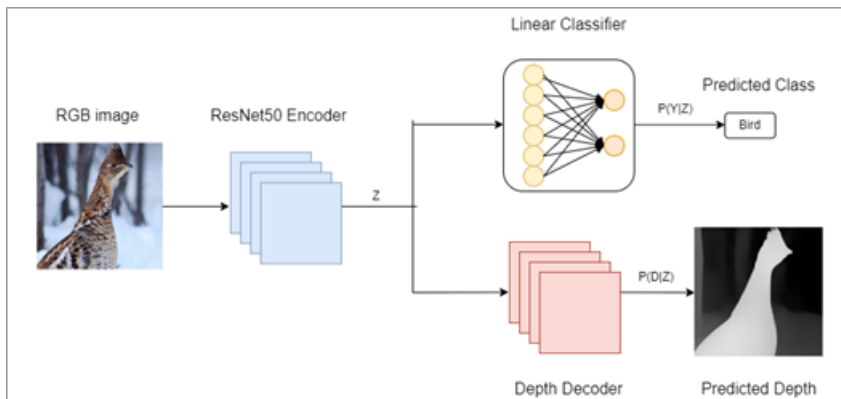 Linear Classifier
RGB image
ResNet50 Encoder
Z
P(Y|Z)
Predicted Class
Bird
P(D|Z)
Depth Decoder
Predicted Depth